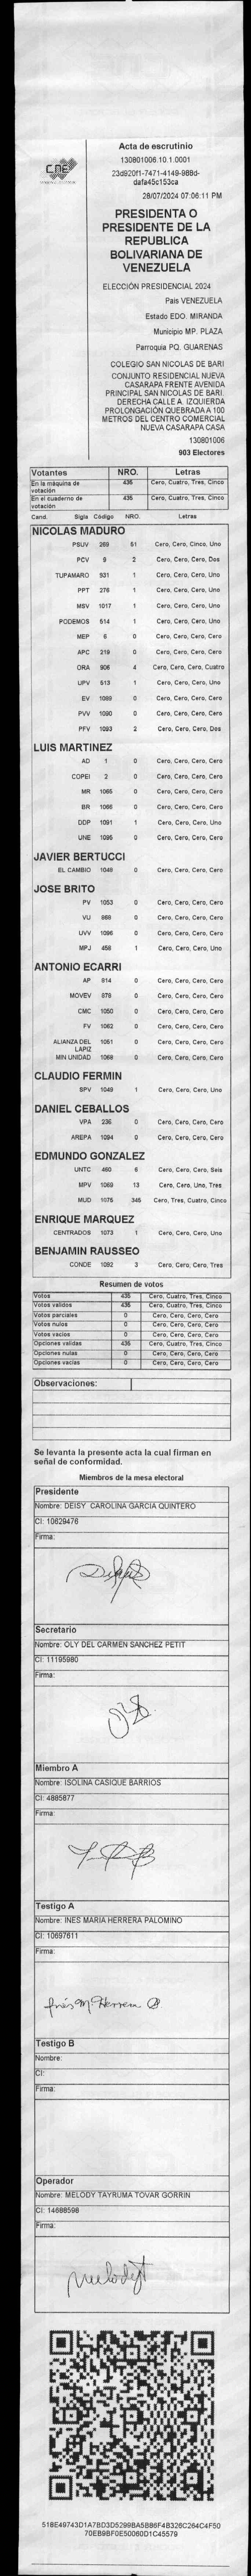 CNE
Acta de escrutinio
130801006.10.1.0001
23d920f1-7471-4149-988d-
dafa45c153ca
28/07/2024 07:06:11 PM
PRESIDENTA O
PRESIDENTE DE LA
REPUBLICA
BOLIVARIANA DE
VENEZUELA
ELECCIÓN PRESIDENCIAL 2024
Pais VENEZUELA
Estado EDO. MIRANDA
Municipio MP. PLAZA
Parroquia PQ. GUARENAS
COLEGIO SAN NICOLAS DE BARI
CONJUNTO RESIDENCIAL NUEVA
CASARAPA FRENTE AVENIDA
PRINCIPAL SAN NICOLAS DE BARI.
DERECHA CALLE A. IZQUIERDA
PROLONGACIÓN QUEBRADA A 100
METROS DEL CENTRO COMERCIAL
NUEVA CASARAPA CASA
130801006
903 Electores
Votantes NRO. Letras
En la máquina de votación 435 Cero, Cuatro, Tres, Cinco
En el cuaderno de votación 435 Cero, Cuatro, Tres, Cinco
Cand. Sigla Código NRO. Letras
NICOLAS MADURO
PSUV 269 51 Cero, Cero, Cinco, Uno
PCV 9 2 Cero, Cero, Cero, Dos
TUPAMARO 931 1 Cero, Cero, Cero, Uno
PPT 276 1 Cero, Cero, Cero, Uno
MSV 1017 1 Cero, Cero, Cero, Uno
PODEMOS 514 1 Cero, Cero, Cero, Uno
MEP 6 0 Cero, Cero, Cero, Cero
APC 219 0 Cero, Cero, Cero, Cero
ORA 906 4 Cero, Cero, Cero, Cuatro
UPV 513 1 Cero, Cero, Cero, Uno
EV 1089 0 Cero, Cero, Cero, Cero
PVV 1090 0 Cero, Cero, Cero, Cero
PFV 1093 2 Cero, Cero, Cero, Dos
LUIS MARTINEZ
AD 1 0 Cero, Cero, Cero, Cero
COPEI 2 0 Cero, Cero, Cero, Cero
MR 1065 0 Cero, Cero, Cero, Cero
BR 1066 0 Cero, Cero, Cero, Cero
DDP 1091 1 Cero, Cero, Cero, Uno
UNE 1095 0 Cero, Cero, Cero, Cero
JAVIER BERTUCCI
EL CAMBIO 1048 0 Cero, Cero, Cero, Cero
JOSE BRITO
PV 1053 0 Cero, Cero, Cero, Cero
VU 868 0 Cero, Cero, Cero, Cero
UVV 1096 0 Cero, Cero, Cero, Cero
MPJ 458 1 Cero, Cero, Cero, Uno
ANTONIO ECARRI
AP 814 0 Cero, Cero, Cero, Cero
MOVEV 878 0 Cero, Cero, Cero, Cero
CMC 1050 0 Cero, Cero, Cero, Cero
FV 1062 0 Cero, Cero, Cero, Cero
ALIANZA DEL LAPIZ 1051 0 Cero, Cero, Cero, Cero
MIN UNIDAD 1068 0 Cero, Cero, Cero, Cero
CLAUDIO FERMIN
SPV 1049 1 Cero, Cero, Cero, Uno
DANIEL CEBALLOS
VPA 236 0 Cero, Cero, Cero, Cero
AREPA 1094 0 Cero, Cero, Cero, Cero
EDMUNDO GONZALEZ
UNTC 460 6 Cero, Cero, Cero, Seis
MPV 1069 13 Cero, Cero, Uno, Tres
MUD 1075 345 Cero, Tres, Cuatro, Cinco
ENRIQUE MARQUEZ
CENTRADOS 1073 1 Cero, Cero, Cero, Uno
BENJAMIN RAUSSEO
CONDE 1092 3 Cero, Cero, Cero, Tres
Resumen de votos
Votos 435 Cero, Cuatro, Tres, Cinco
Votos validos 435 Cero, Cuatro, Tres, Cinco
Votos parciales 0 Cero, Cero, Cero, Cero
Votos nulos 0 Cero, Cero, Cero, Cero
Votos vacios 0 Cero, Cero, Cero, Cero
Opciones validas 435 Cero, Cuatro, Tres, Cinco
Opciones nulas 0 Cero, Cero, Cero, Cero
Opciones vacias 0 Cero, Cero, Cero, Cero
Observaciones:
Se levanta la presente acta la cual firman en
señal de conformidad.
Miembros de la mesa electoral
Presidente
Nombre: DEISY CAROLINA GARCIA QUINTERO
CI: 10629476
Firma:
Secretario
Nombre: OLY DEL CARMEN SANCHEZ PETIT
CI: 11195980
Firma:
Miembro A
Nombre: ISOLINA CASIQUE BARRIOS
CI: 4885877
Firma:
Testigo A
Nombre: INES MARIA HERRERA PALOMINO
CI: 10697611
Firma:
Inés M. Herrera P
Testigo B
Nombre:
CI:
Firma:
Operador
Nombre: MELODY TAYRUMA TOVAR GORRIN
CI: 14688598
Firma:
Melodyt
518E49743D1A7BD3D5299BA5B86F4B326C264C4F50
70EB9BF0E50060D1C45579